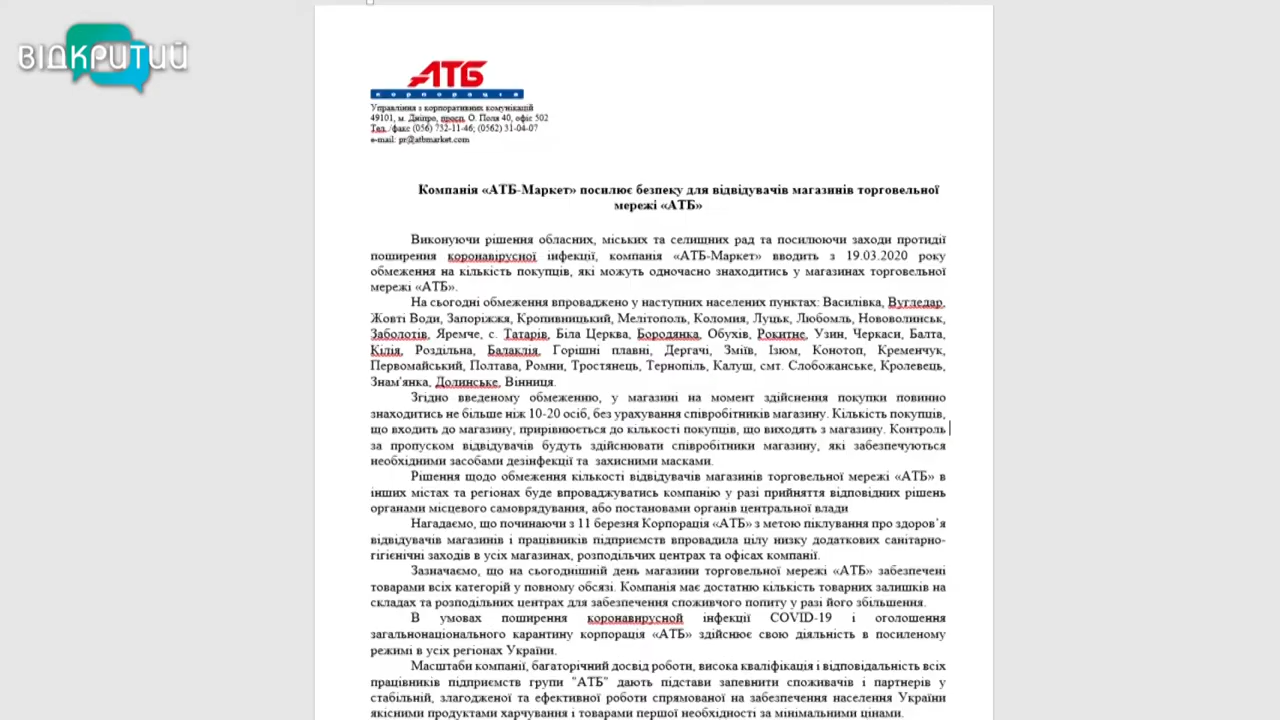 ВІДКРИТИЙ
АТБ
корпорація
Управління з корпоративних комунікацій
49101, м. Дніпро, просп. О. Поля 40, офіс 502
Тел. /факс (056) 732-11-46; (0562) 31-04-07
e-mail: pr@atbmarket.com
Компанія «АТБ-Маркет» посилює безпеку для відвідувачів магазинів торговельної
мережі «АТБ»
Виконуючи рішення обласних, міських та селищних рад та посилюючи заходи протидії
поширення коронавірусної інфекції, компанія «АТБ-Маркет» вводить з 19.03.2020 року
обмеження на кількість покупців, які можуть одночасно знаходитись у магазинах торговельної
мережі «АТБ».
На сьогодні обмеження впроваджено у наступних населених пунктах: Василівка, Вугледар,
Жовті Води, Запоріжжя, Кропивницький, Мелітополь, Коломия, Луцьк, Любомль, Нововолинськ,
Заболотів, Яремче, с. Татарів, Біла Церква, Бородянка, Обухів, Рокитне, Узин, Черкаси, Балта,
Кілія, Роздільна, Балаклія, Горішні плавні, Дергачі, Зміїв, Ізюм, Конотоп, Кременчук,
Первомайський, Полтава, Ромни, Тростянець, Тернопіль, Калуш, смт. Слобожанське, Кролевець,
Знам'янка, Долинське, Вінниця.
Згідно введеному обмеженню, у магазині на момент здійснення покупки повинно
знаходитись не більше ніж 10-20 осіб, без урахування співробітників магазину. Кількість покупців,
що входить до магазину, прирівнюється до кількості покупців, що виходять з магазину. Контроль
за пропуском відвідувачів будуть здійснювати співробітники магазину, які забезпечуються
необхідними засобами дезінфекції та захисними масками.
Рішення щодо обмеження кількості відвідувачів магазинів торговельної мережі «АТБ» в
інших містах та регіонах буде впроваджуватись компанією у разі прийняття відповідних рішень
органами місцевого самоврядування, або постановами органів центральної влади
Нагадаємо, що починаючи з 11 березня Корпорація «АТБ» з метою піклування про здоров'я
відвідувачів магазинів і працівників підприємств впровадила цілу низку додаткових санітарно-
гігієнічні заходів в усіх магазинах, розподільчих центрах та офісах компанії.
Зазначаємо, що на сьогоднішній день магазини торговельної мережі «АТБ» забезпечені
товарами всіх категорій у повному обсязі. Компанія має достатню кількість товарних залишків на
складах та розподільних центрах для забезпечення споживчого попиту у разі його збільшення.
В умовах поширення коронавирусной інфекції COVID-19 і оголошення
загальнонаціонального карантину корпорація «АТБ» здійснює свою діяльність в посиленому
режимі в усіх регіонах України.
Масштаби компанії, багаторічний досвід роботи, висока кваліфікація і відповідальність всіх
працівників підприємств групи "АТБ" дають підстави запевнити споживачів і партнерів у
стабільній, злагодженої та ефективної роботи спрямованої на забезпечення населення України
якісними продуктами харчування і товарами першої необхідності за мінімальними цінами.